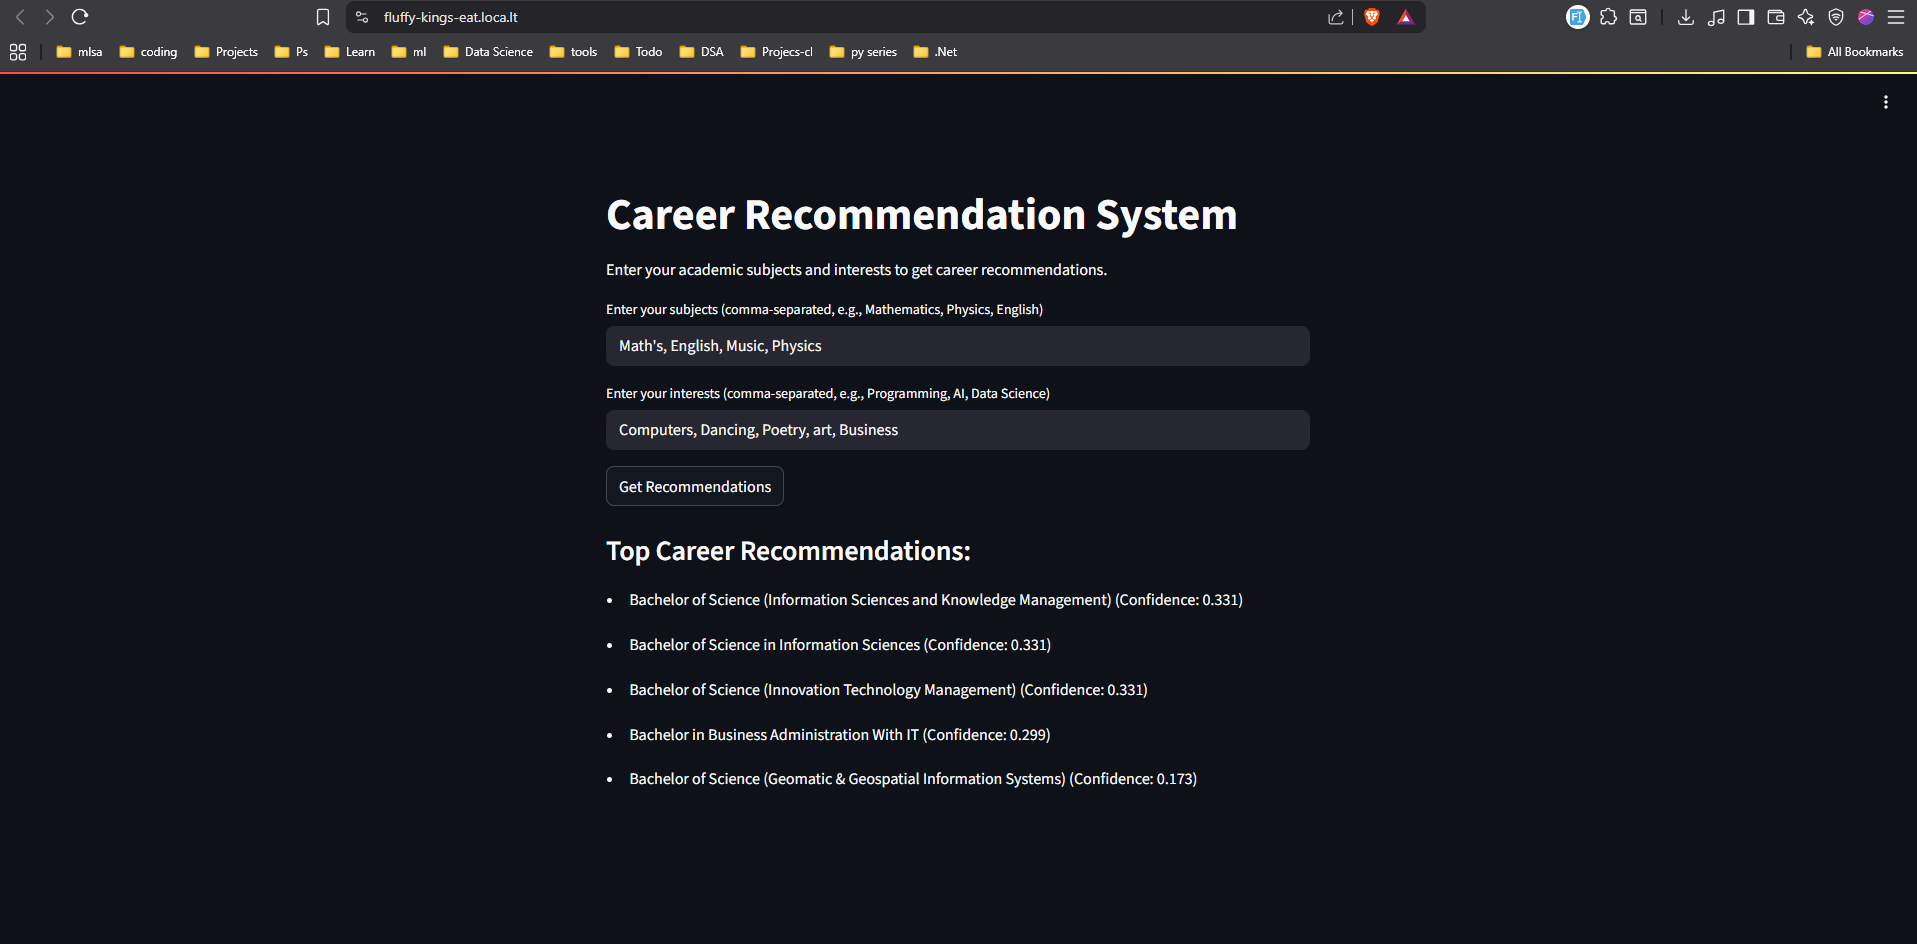 fluffy-kings-eat.loca.lt
mlsa coding Projects Ps Learn ml Data Science tools Todo DSA Projecs-cl py series .Net All Bookmarks
Career Recommendation System
Enter your academic subjects and interests to get career recommendations.
Enter your subjects (comma-separated, e.g., Mathematics, Physics, English)
Math's, English, Music, Physics
Enter your interests (comma-separated, e.g., Programming, AI, Data Science)
Computers, Dancing, Poetry, art, Business
Get Recommendations
Top Career Recommendations:
• Bachelor of Science (Information Sciences and Knowledge Management) (Confidence: 0.331)
• Bachelor of Science in Information Sciences (Confidence: 0.331)
• Bachelor of Science (Innovation Technology Management) (Confidence: 0.331)
• Bachelor in Business Administration With IT (Confidence: 0.299)
• Bachelor of Science (Geomatic & Geospatial Information Systems) (Confidence: 0.173)